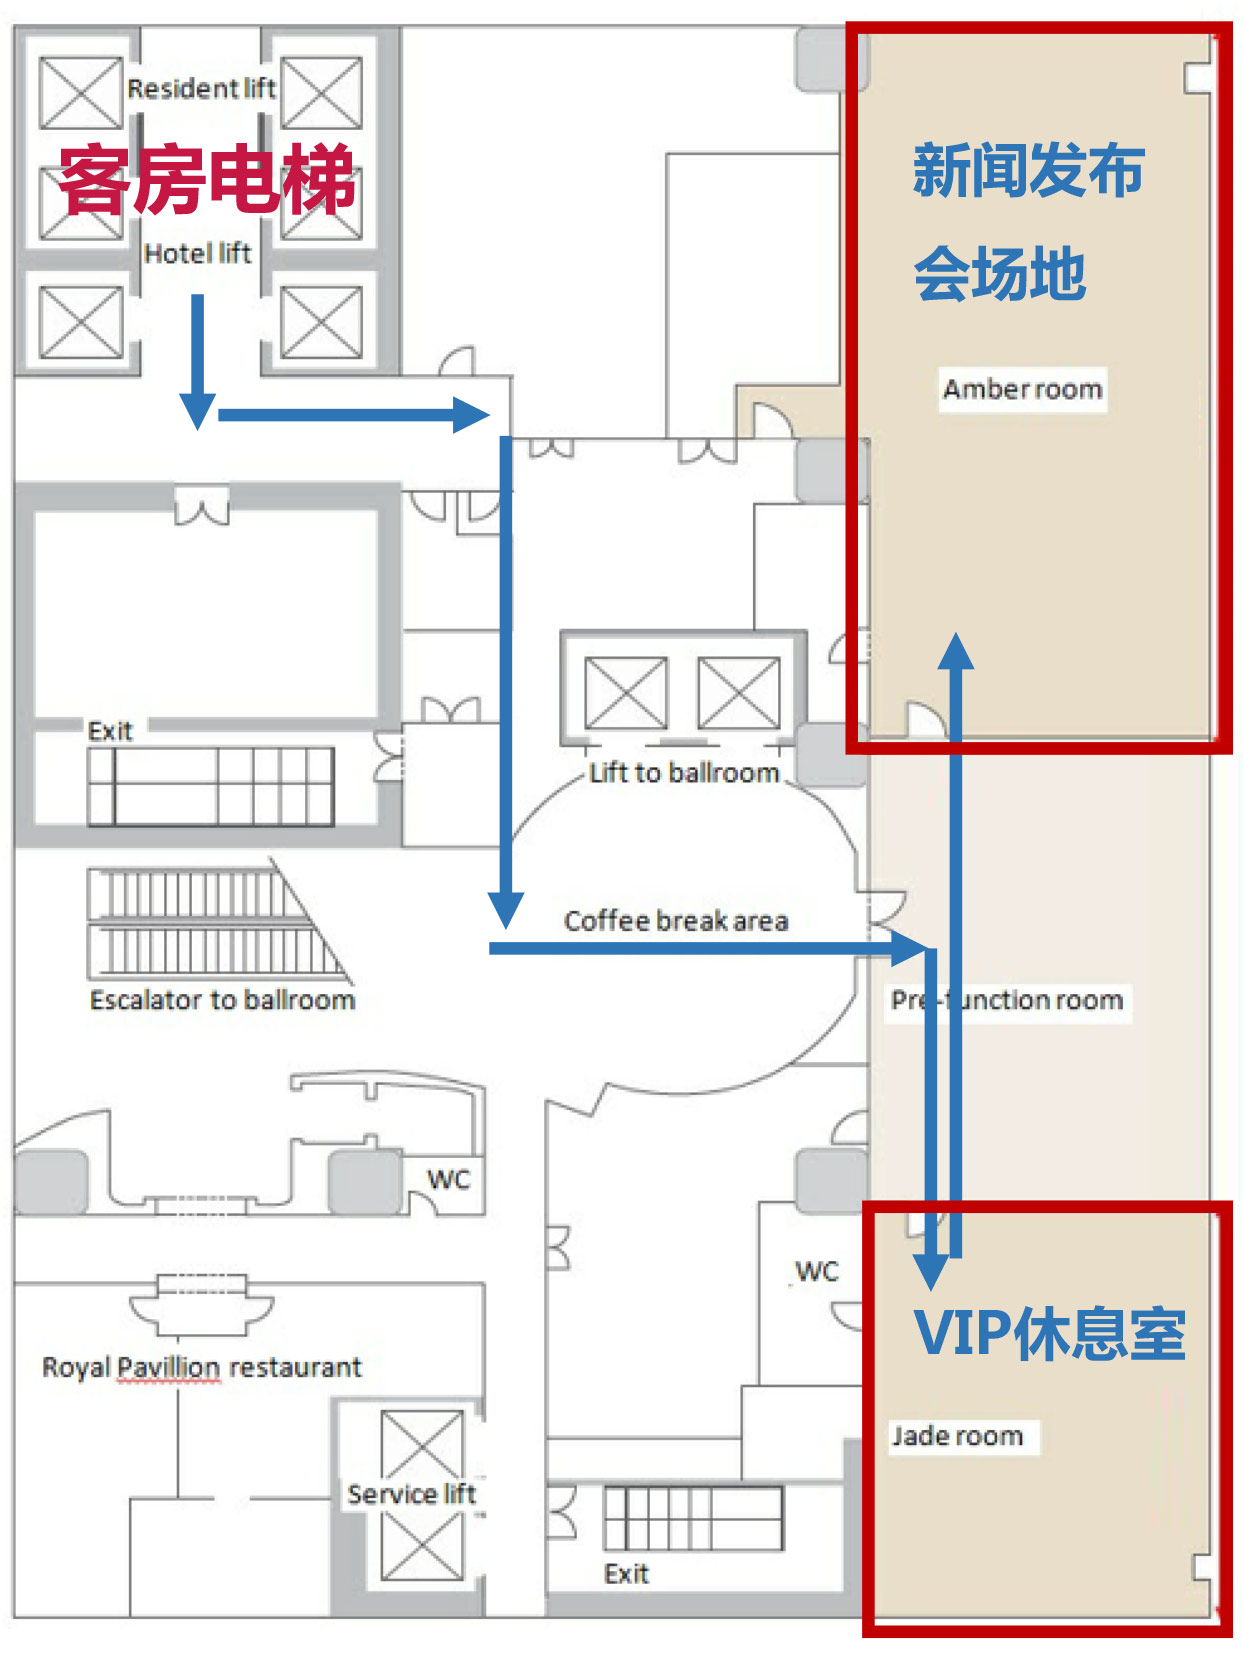 Resident lift
客房电梯
Hotel lift
新闻发布
会场地
Amber room
Exit
Lift to ballroom
Coffee break area
Escalator to ballroom
Pre-function room
WC
WC
VIP休息室
Royal Pavillion restaurant
Jade room
Service lift
Exit